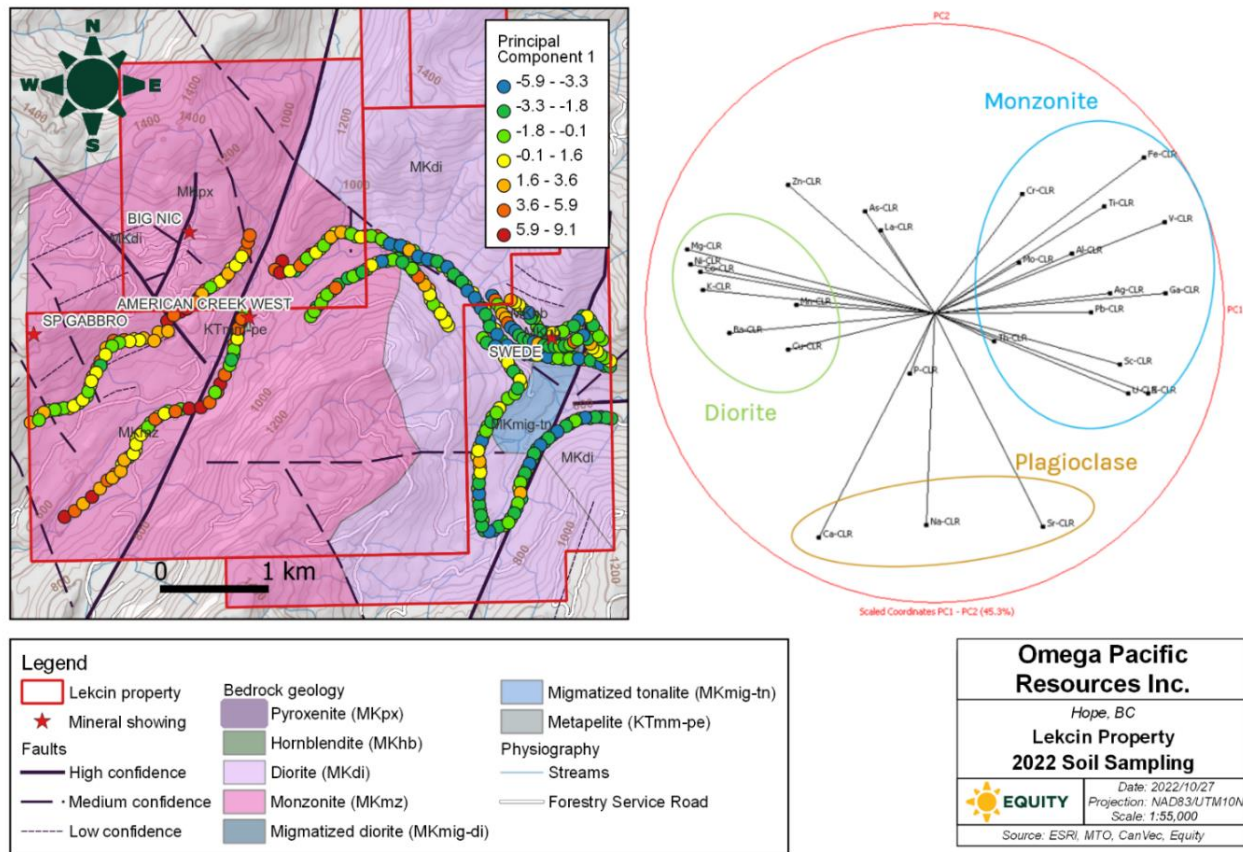 N
W
E
S
Principal
Component 1
-5.9 - -3.3
-3.3 - -1.8
-1.8 - -0.1
-0.1 - 1.6
1.6 - 3.6
3.6 - 5.9
5.9 - 9.1
1400
1400
1400
1400
1400
1200
1000
1200
1000
MKdi
MKpx
BIG NIC
MKdi
AMERICAN CREEK WEST
SP GABBRO
KTmm-pe
SWEDE
1000
1200
MKmz
MKmig-tn
MKdi
800
800
1000
1200
0
1 km
PC2
PC1
Monzonite
Fe-CLR
Zn-CLR
Cr-CLR
Ti-CLR
As-CLR
V-CLR
La-CLR
Mg-CLR
Al-CLR
Ni-CLR
Mo-CLR
Co-CLR
K-CLR
Ag-CLR
Ga-CLR
Mn-CLR
Pb-CLR
Ba-CLR
Th-CLR
Cu-CLR
Sc-CLR
P-CLR
U-CLR
Diorite
Plagioclase
Ca-CLR
Na-CLR
Sr-CLR
Scaled Coordinates PC1 - PC2 (45.3%)
Legend
Lekcin property
Mineral showing
Faults
High confidence
Medium confidence
Low confidence
Bedrock geology
Pyroxenite (MKpx)
Hornblendite (MKhb)
Diorite (MKdi)
Monzonite (MKmz)
Migmatized diorite (MKmig-di)
Migmatized tonalite (MKmig-tn)
Metapelite (KTmm-pe)
Physiography
Streams
Forestry Service Road
Omega Pacific
Resources Inc.
Hope, BC
Lekcin Property
2022 Soil Sampling
EQUITY
Date: 2022/10/27
Projection: NAD83/UTM10N
Scale: 1:55,000
Source: ESRI, MTO, CanVec, Equity